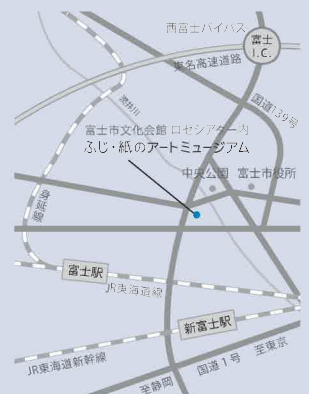 西富士バイパス
富士
I.C.
東名高速道路
国道139号
潤井川
富士市文化会館 ロゼシアター内
ふじ・紙のアートミュージアム
中央公園
富士市役所
身延線
富士駅
JR東海道線
新富士駅
JR東海道新幹線
国道1号
至東京
至静岡